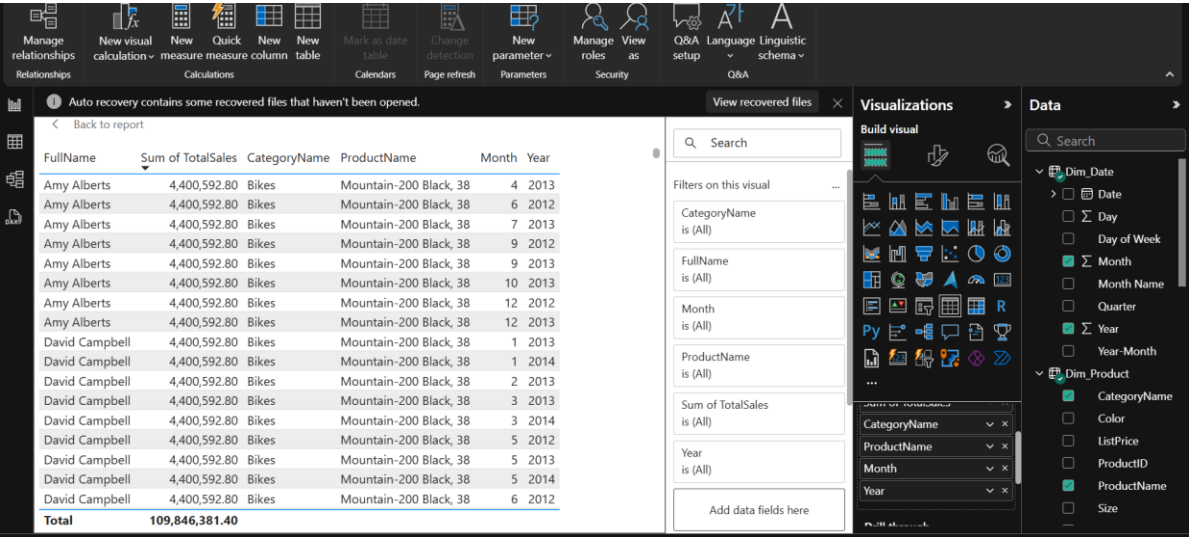 Manage relationships
New visual calculation
New measure
Quick measure
New column
New table
Mark as date table
Change detection
New parameter
Manage roles
View as
Q&A setup
Language
Linguistic schema
Relationships
Calculations
Calendars
Page refresh
Parameters
Security
Q&A
Auto recovery contains some recovered files that haven't been opened.
View recovered files
Back to report
FullName Sum of TotalSales CategoryName ProductName Month Year
Amy Alberts 4,400,592.80 Bikes Mountain-200 Black, 38 4 2013
Amy Alberts 4,400,592.80 Bikes Mountain-200 Black, 38 6 2012
Amy Alberts 4,400,592.80 Bikes Mountain-200 Black, 38 7 2013
Amy Alberts 4,400,592.80 Bikes Mountain-200 Black, 38 9 2012
Amy Alberts 4,400,592.80 Bikes Mountain-200 Black, 38 9 2013
Amy Alberts 4,400,592.80 Bikes Mountain-200 Black, 38 10 2013
Amy Alberts 4,400,592.80 Bikes Mountain-200 Black, 38 12 2012
Amy Alberts 4,400,592.80 Bikes Mountain-200 Black, 38 12 2013
David Campbell 4,400,592.80 Bikes Mountain-200 Black, 38 1 2013
David Campbell 4,400,592.80 Bikes Mountain-200 Black, 38 1 2014
David Campbell 4,400,592.80 Bikes Mountain-200 Black, 38 2 2013
David Campbell 4,400,592.80 Bikes Mountain-200 Black, 38 3 2013
David Campbell 4,400,592.80 Bikes Mountain-200 Black, 38 3 2014
David Campbell 4,400,592.80 Bikes Mountain-200 Black, 38 5 2012
David Campbell 4,400,592.80 Bikes Mountain-200 Black, 38 5 2013
David Campbell 4,400,592.80 Bikes Mountain-200 Black, 38 5 2014
David Campbell 4,400,592.80 Bikes Mountain-200 Black, 38 6 2012
Total 109,846,381.40
Search
Filters on this visual
CategoryName
is (All)
FullName
is (All)
Month
is (All)
ProductName
is (All)
Sum of TotalSales
is (All)
Year
is (All)
Add data fields here
Visualizations
Build visual
123
R
Py
Sum of TotalSales
CategoryName
ProductName
Month
Year
Drill through
Data
Search
Dim_Date
Date
Day
Day of Week
Month
Month Name
Quarter
Year
Year-Month
Dim_Product
CategoryName
Color
ListPrice
ProductID
ProductName
Size